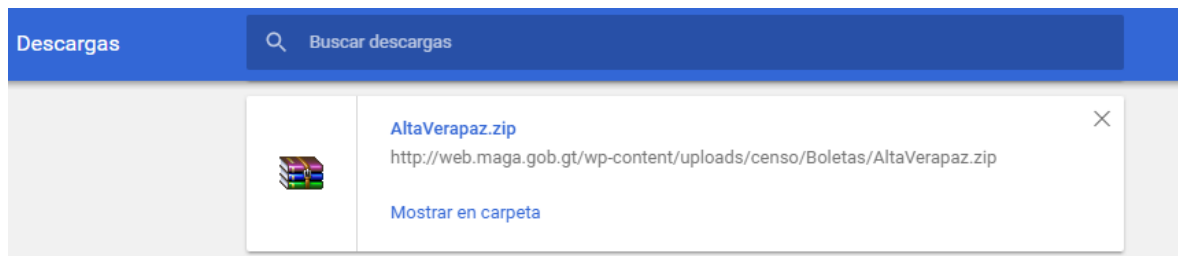 Descargas
Buscar descargas
AltaVerapaz.zip
http://web.maga.gob.gt/wp-content/uploads/censo/Boletas/AltaVerapaz.zip
Mostrar en carpeta